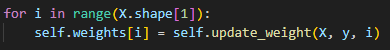 for i in range(X.shape[1]):
    self.weights[i] = self.update_weight(X, y, i)